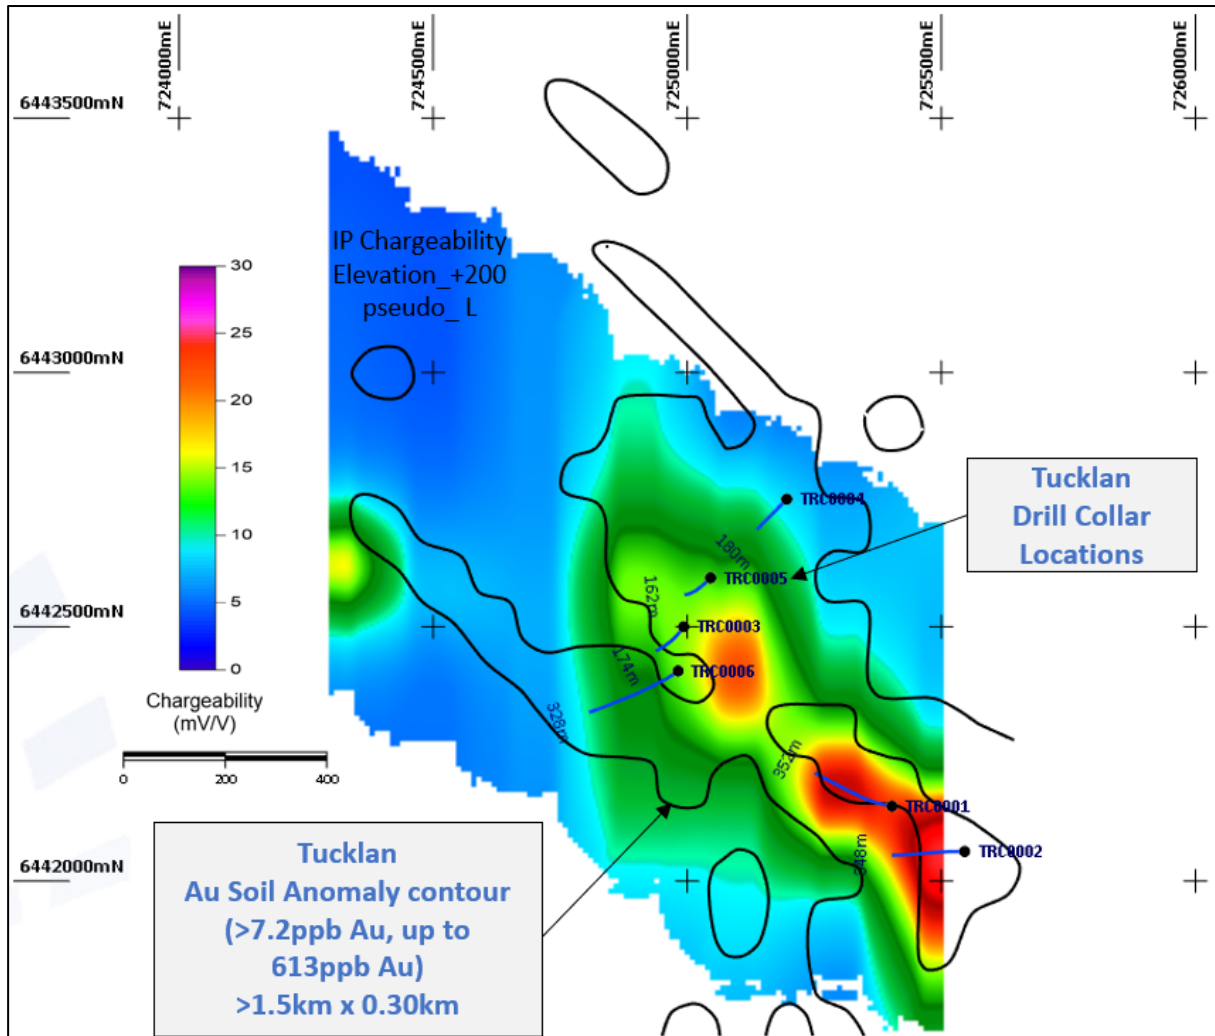 724000mE
724500mE
725000mE
725500mE
726000mE
6443500mN
IP Chargeability
Elevation_+200
pseudo_ L
30
25
20
15
10
5
0
Chargeability
(mV/V)
0 200 400
6443000mN
6442500mN
6442000mN
TRC0004
180m
TRC0005
162m
TRC0003
174m
TRC0006
328m
352m
TRC0001
348m
TRC0002
Tucklan
Drill Collar
Locations
Tucklan
Au Soil Anomaly contour
(>7.2ppb Au, up to
613ppb Au)
>1.5km x 0.30km